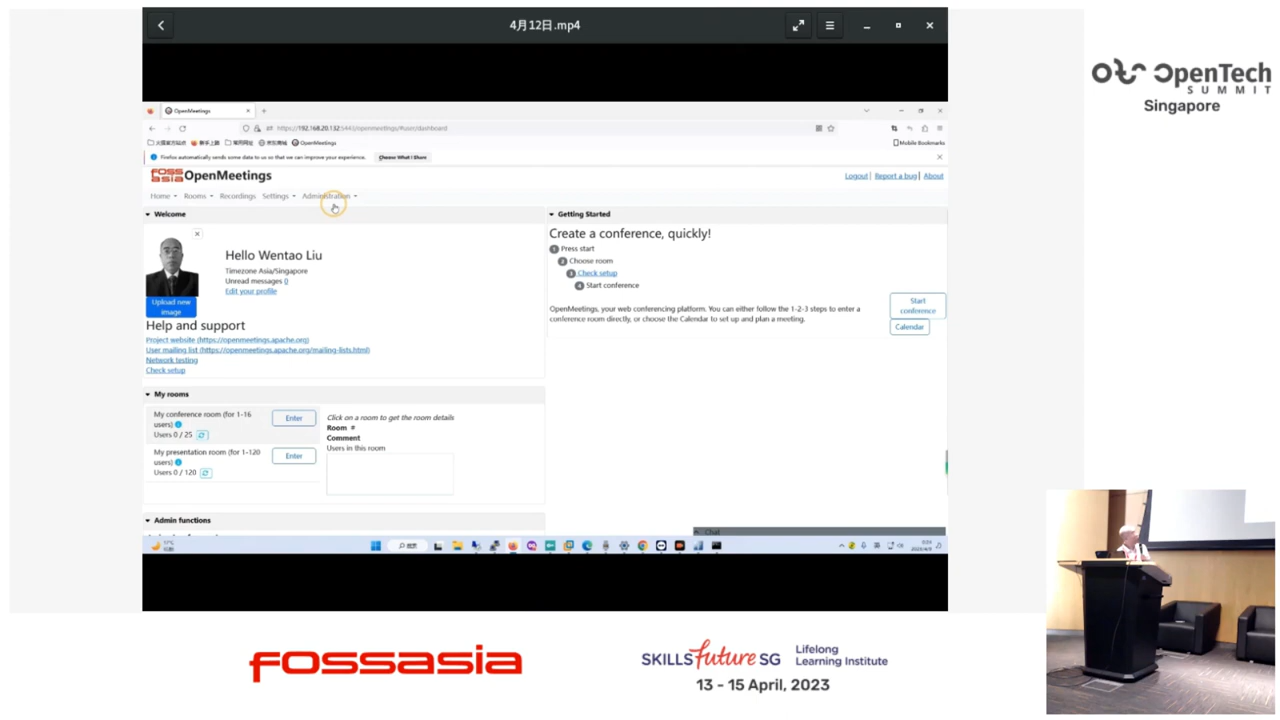 4月12日.mp4
OpenTech
SUMMIT
Singapore
OpenMeetings
https://192.168.20.132:5443/openmeetings/#user/dashboard
OpenMeetings
Mobile Bookmarks
Firefox automatically sends some data to us so that we can improve your experience.
Choose What I Share
FOSS
ASIA OpenMeetings
Logout | Report a bug | About
Home Rooms Recordings Settings Administration
Welcome
Hello Wentao Liu
Timezone Asia/Singapore
Unread messages 0
Edit your profile
Upload new
image
Help and support
Project website (https://openmeetings.apache.org)
User mailing list (https://openmeetings.apache.org/mailing-lists.html)
Network testing
Check setup
Getting Started
Create a conference, quickly!
1 Press start
2 Choose room
3 Check setup
4 Start conference
OpenMeetings, your web conferencing platform. You can either follow the 1-2-3 steps to enter a
conference room directly, or choose the Calendar to set up and plan a meeting.
Start
conference
Calendar
My rooms
My conference room (for 1-16
users)
Users 0 / 25
Enter
My presentation room (for 1-120
users)
Users 0 / 120
Enter
Click on a room to get the room details
Room #
Comment
Users in this room
Admin functions
Chat
FOSSASIA
SKILLSfuture SG
Lifelong
Learning Institute
13 - 15 April, 2023